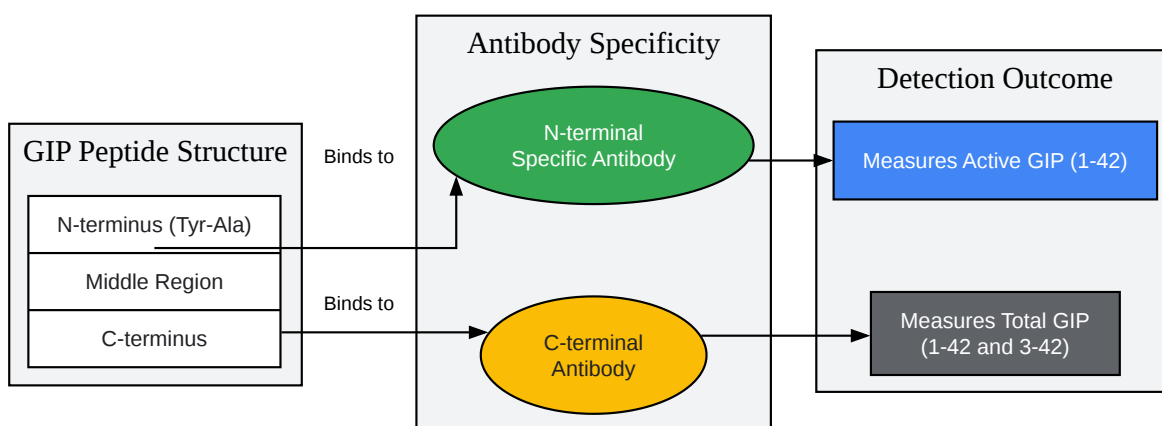 GIP Peptide Structure
N-terminus (Tyr-Ala)
Middle Region
C-terminus
Binds to
Binds to
Antibody Specificity
N-terminal
Specific Antibody
C-terminal
Antibody
Detection Outcome
Measures Active GIP (1-42)
Measures Total GIP
(1-42 and 3-42)